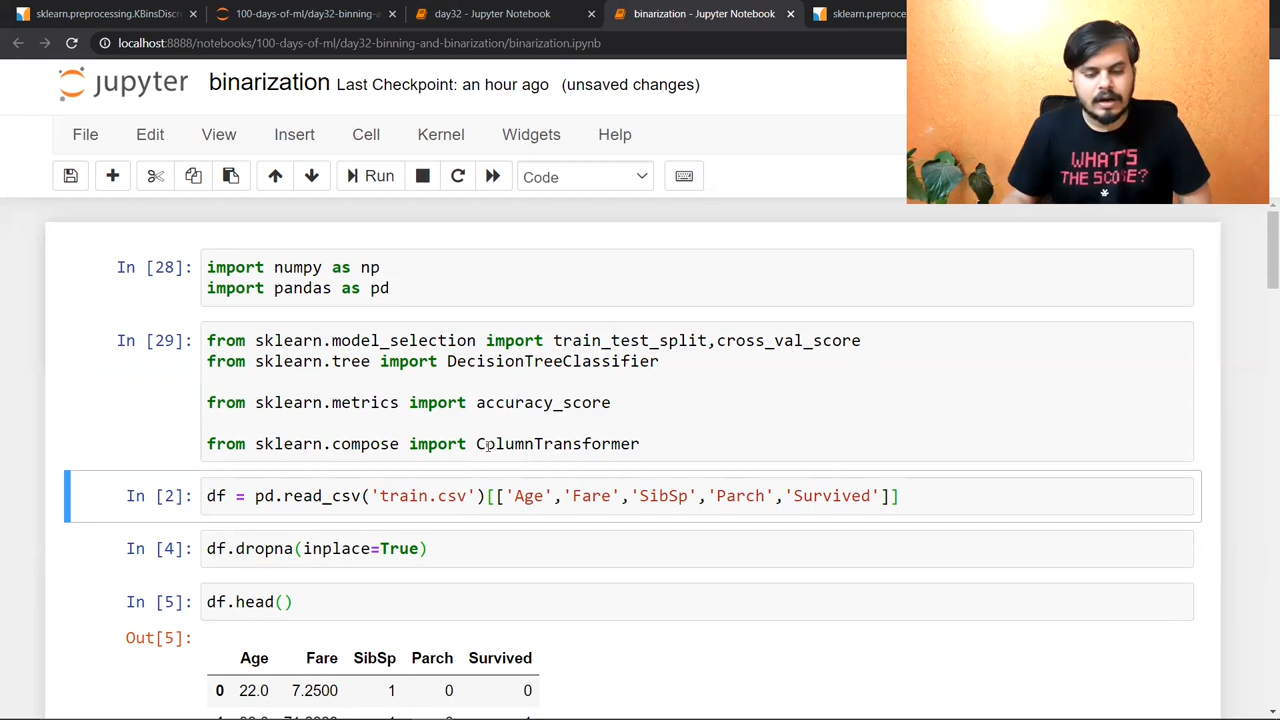 sklearn.preprocessing.KBinsDiscre
100-days-of-ml/day32-binning-a
day32 - Jupyter Notebook
binarization - Jupyter Notebook
sklearn.preproce
localhost:8888/notebooks/100-days-of-ml/day32-binning-and-binarization/binarization.ipynb
WHAT'S
THE SCORE?
jupyter binarization Last Checkpoint: an hour ago (unsaved changes)
File Edit View Insert Cell Kernel Widgets Help
Run Code
In [28]: import numpy as np
import pandas as pd
In [29]: from sklearn.model_selection import train_test_split,cross_val_score
from sklearn.tree import DecisionTreeClassifier
from sklearn.metrics import accuracy_score
from sklearn.compose import ColumnTransformer
In [2]: df = pd.read_csv('train.csv')[['Age','Fare','SibSp','Parch','Survived']]
In [4]: df.dropna(inplace=True)
In [5]: df.head()
Out[5]:
Age Fare SibSp Parch Survived
0 22.0 7.2500 1 0 0